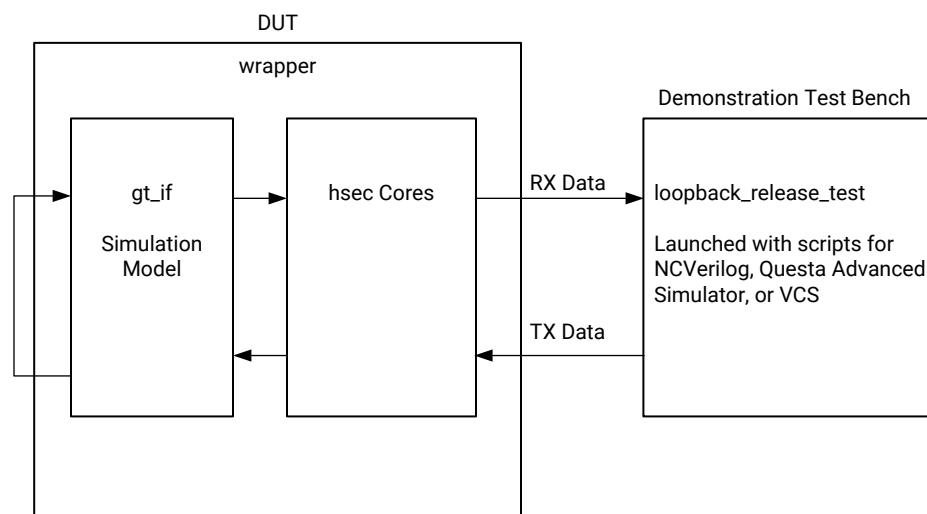 DUT
wrapper
Demonstration Test Bench
gt_if
Simulation
Model
hsec Cores
RX Data
TX Data
loopback_release_test
Launched with scripts for
NCVerilog, Questa Advanced
Simulator, or VCS